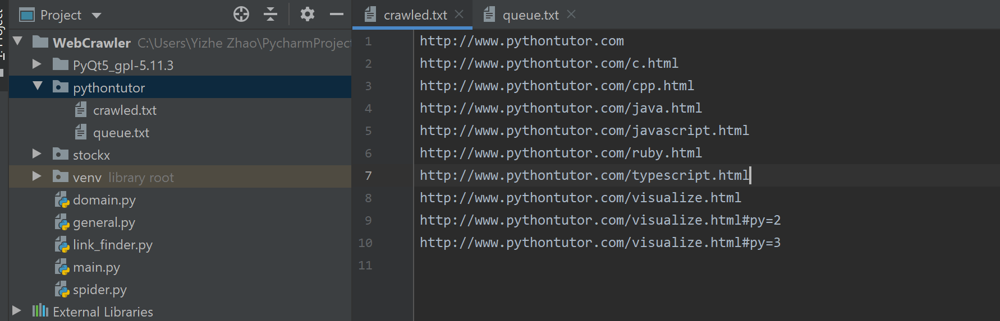 Project
crawled.txt
queue.txt
WebCrawler C:\Users\Yizhe Zhao\PycharmProject
PyQt5_gpl-5.11.3
pythontutor
crawled.txt
queue.txt
stockx
venv library root
domain.py
general.py
link_finder.py
main.py
spider.py
External Libraries
1: Project
1 http://www.pythontutor.com
2 http://www.pythontutor.com/c.html
3 http://www.pythontutor.com/cpp.html
4 http://www.pythontutor.com/java.html
5 http://www.pythontutor.com/javascript.html
6 http://www.pythontutor.com/ruby.html
7 http://www.pythontutor.com/typescript.html
8 http://www.pythontutor.com/visualize.html
9 http://www.pythontutor.com/visualize.html#py=2
10 http://www.pythontutor.com/visualize.html#py=3
11